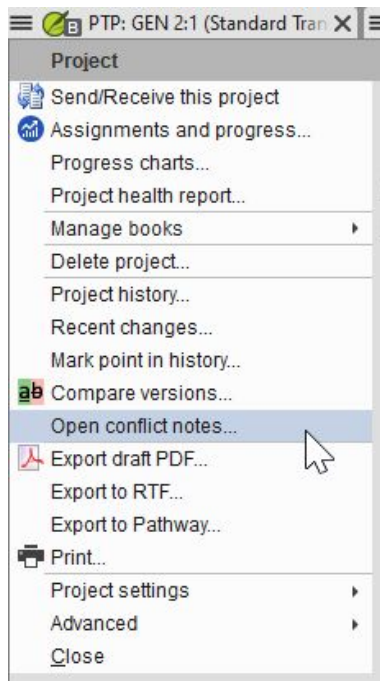 PTP: GEN 2:1 (Standard Tran
Project
Send/Receive this project
Assignments and progress...
Progress charts...
Project health report...
Manage books
Delete project...
Project history...
Recent changes...
Mark point in history...
ab Compare versions...
Open conflict notes...
Export draft PDF...
Export to RTF...
Export to Pathway...
Print...
Project settings
Advanced
Close